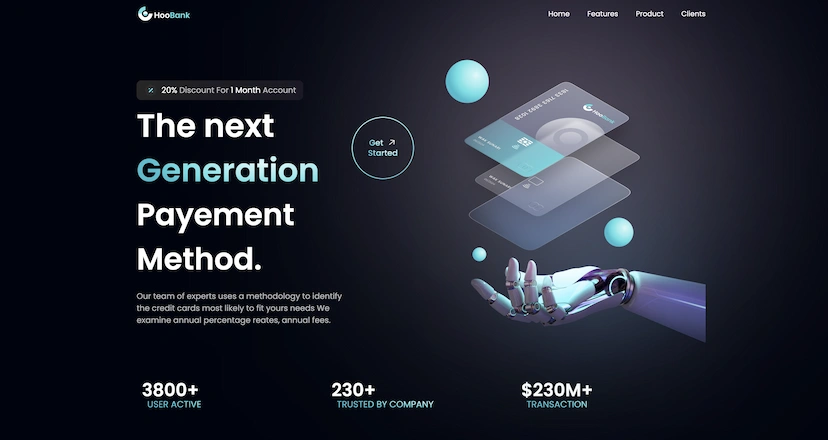 HooBank
Home Features Product Clients
20% Discount For 1 Month Account
The next
Generation
Payement
Method.
Get
Started
Our team of experts uses a methodology to identify
the credit cards most likely to fit yours needs We
examine annual percentage reates, annual fees.
HooBank
3800+
USER ACTIVE
230+
TRUSTED BY COMPANY
$230M+
TRANSACTION